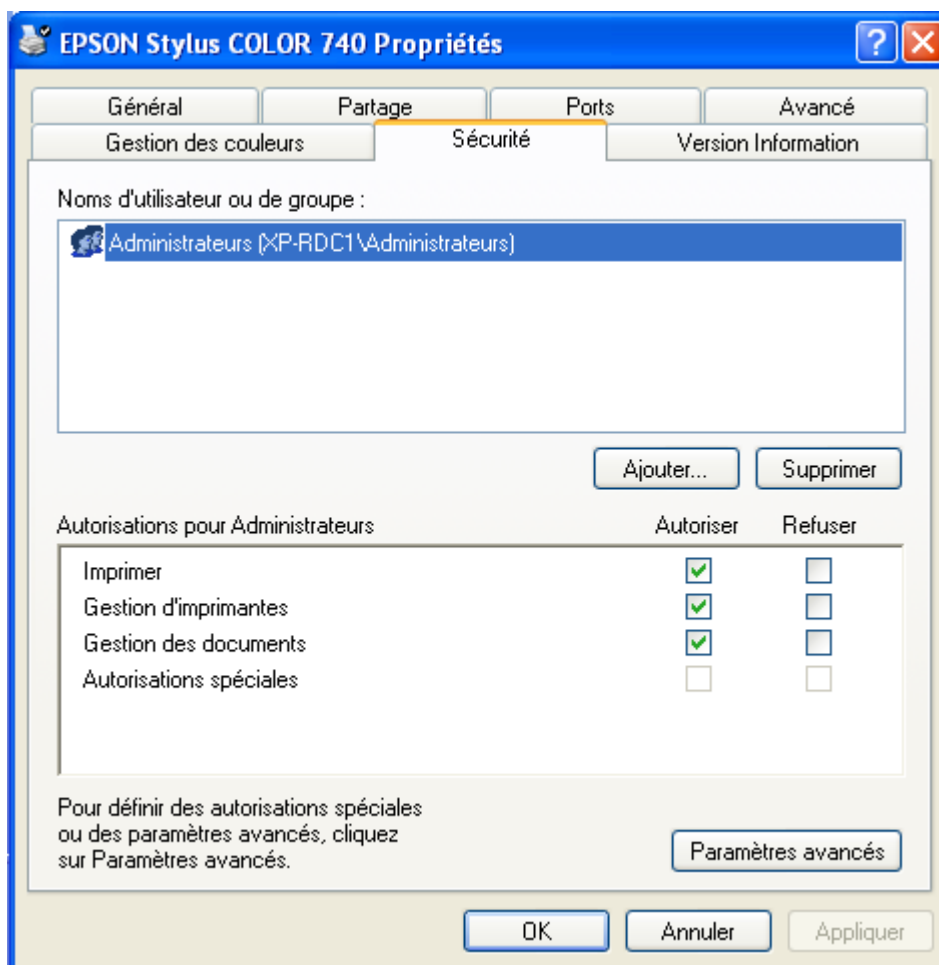 EPSON Stylus COLOR 740 Propriétés
?
Général Partage Ports Avancé
Gestion des couleurs Sécurité Version Information
Noms d'utilisateur ou de groupe :
Administrateurs (XP-RDC1\Administrateurs)
Ajouter... Supprimer
Autorisations pour Administrateurs Autoriser Refuser
Imprimer
Gestion d'imprimantes
Gestion des documents
Autorisations spéciales
Pour définir des autorisations spéciales
ou des paramètres avancés, cliquez
sur Paramètres avancés.
Paramètres avancés
OK Annuler Appliquer